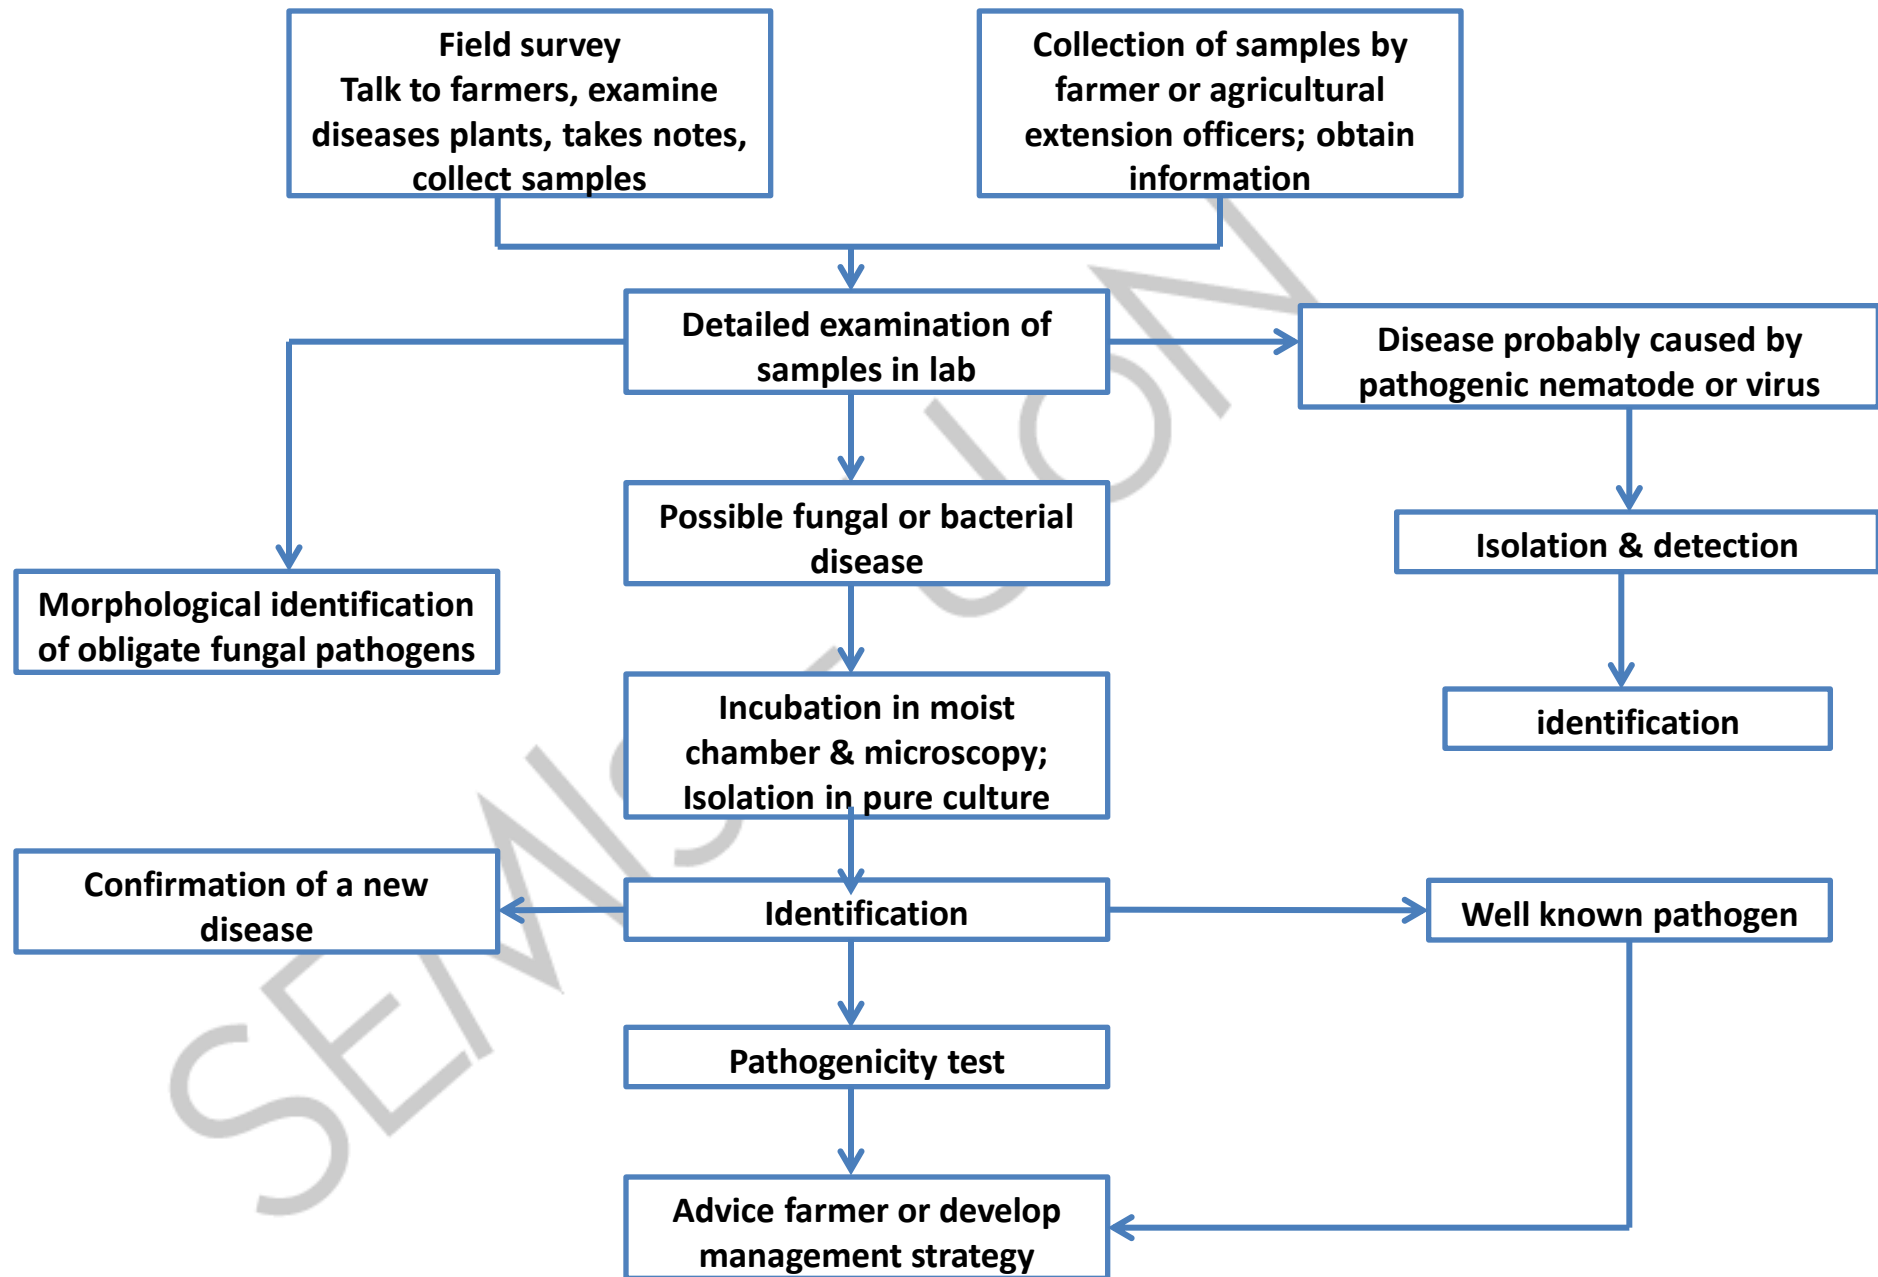 Field survey
Talk to farmers, examine
diseases plants, takes notes,
collect samples
Collection of samples by
farmer or agricultural
extension officers; obtain
information
Detailed examination of
samples in lab
Disease probably caused by
pathogenic nematode or virus
Possible fungal or bacterial
disease
Isolation & detection
Morphological identification
of obligate fungal pathogens
Incubation in moist
chamber & microscopy;
Isolation in pure culture
identification
Confirmation of a new
disease
Identification
Well known pathogen
Pathogenicity test
Advice farmer or develop
management strategy